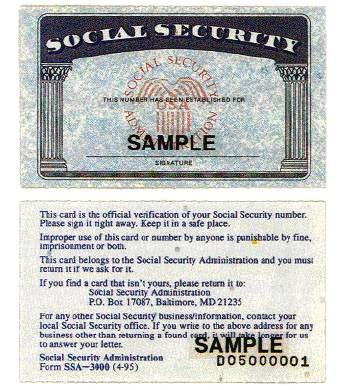 SOCIAL SECURITY
SOCIAL SECURITY
ADMINISTRATION
USA
THIS NUMBER HAS BEEN ESTABLISHED FOR
SAMPLE
SIGNATURE
This card is the official verification of your Social Security number.
Please sign it right away. Keep it in a safe place.
Improper use of this card or number by anyone is punishable by fine,
imprisonment or both.
This card belongs to the Social Security Administration and you must
return it if we ask for it.
If you find a card that isn't yours, please return it to:
Social Security Administration
P.O. Box 17087, Baltimore, MD 21235
For any other Social Security business/information, contact your
local Social Security office. If you write to the above address for any
business other than returning a found card, it will take longer for us
to answer your letter.
SAMPLE
Social Security Administration
Form SSA-3000 (4-95)
D05000001